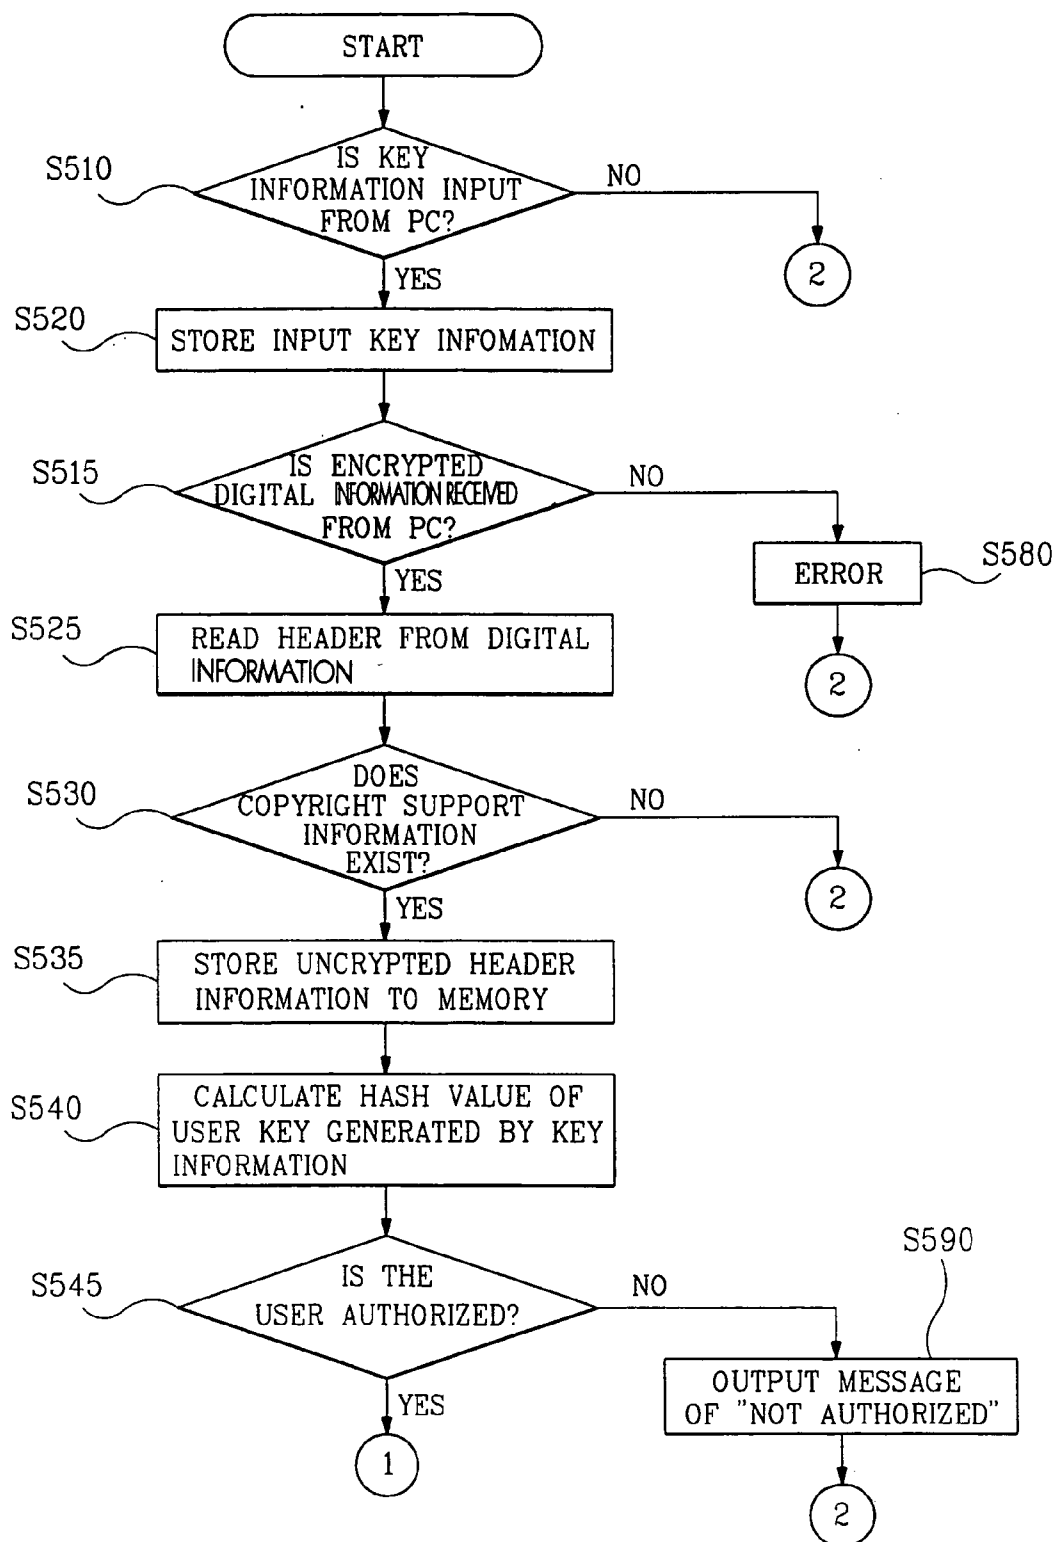 START
S510
IS KEY
INFORMATION INPUT
FROM PC?
NO
2
YES
S520
STORE INPUT KEY INFOMATION
S515
IS ENCRYPTED
DIGITAL INFORMATION RECEIVED
FROM PC?
NO
YES
ERROR
S580
2
S525
READ HEADER FROM DIGITAL
INFORMATION
S530
DOES
COPYRIGHT SUPPORT
INFORMATION
EXIST?
NO
2
YES
S535
STORE UNCRYPTED HEADER
INFORMATION TO MEMORY
S540
CALCULATE HASH VALUE OF
USER KEY GENERATED BY KEY
INFORMATION
S545
IS THE
USER AUTHORIZED?
NO
S590
OUTPUT MESSAGE
OF "NOT AUTHORIZED"
YES
1
2